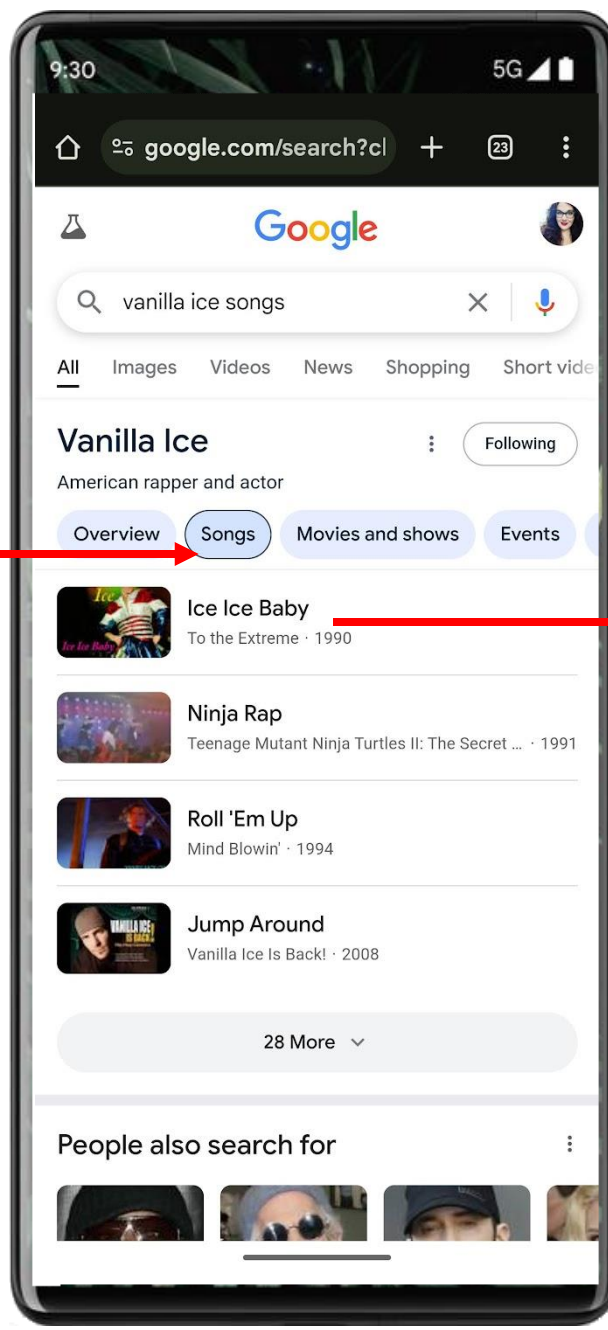 9:30 5G
google.com/search?cl 23
Google
vanilla ice songs
All Images Videos News Shopping Short vide
Vanilla Ice Following
American rapper and actor
Overview Songs Movies and shows Events
Ice
Ice Ice Baby
Ice Ice Baby
To the Extreme · 1990
Ninja Rap
Teenage Mutant Ninja Turtles II: The Secret ... · 1991
Roll 'Em Up
Mind Blowin' · 1994
VANILLA ICE
IS BACK!
Jump Around
Vanilla Ice Is Back! · 2008
28 More
People also search for